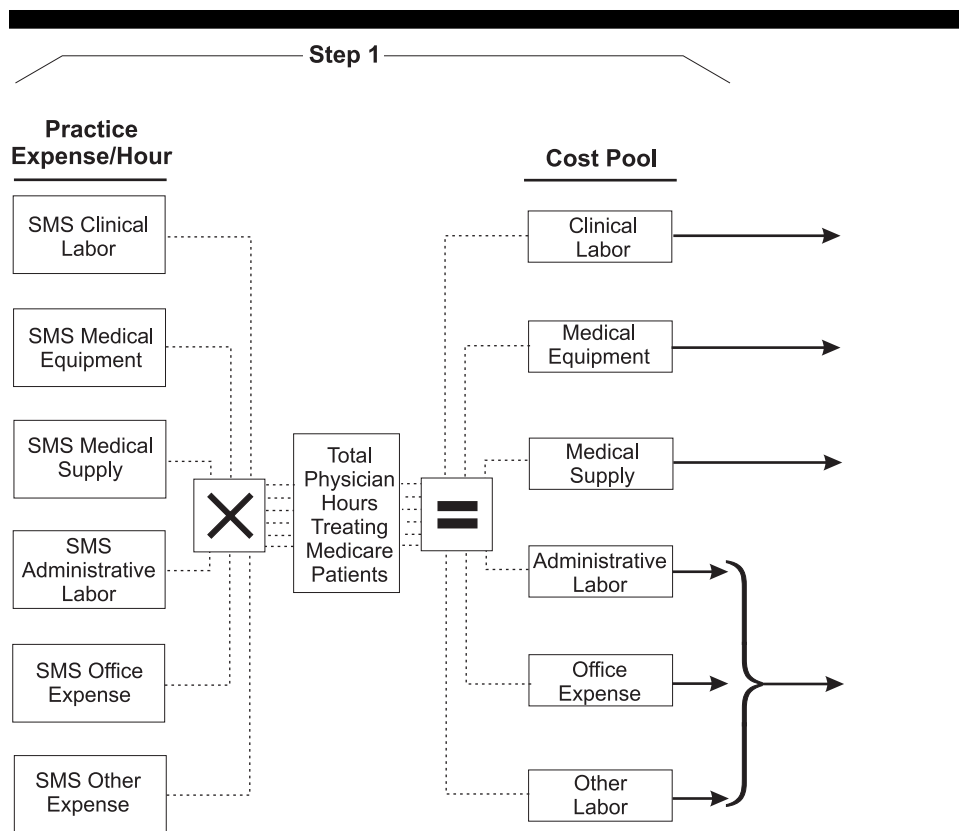 Step 1
Practice
Expense/Hour
SMS Clinical
Labor
SMS Medical
Equipment
SMS Medical
Supply
SMS
Administrative
Labor
SMS Office
Expense
SMS Other
Expense
Total
Physician
Hours
Treating
Medicare
Patients
Cost Pool
Clinical
Labor
Medical
Equipment
Medical
Supply
Administrative
Labor
Office
Expense
Other
Labor